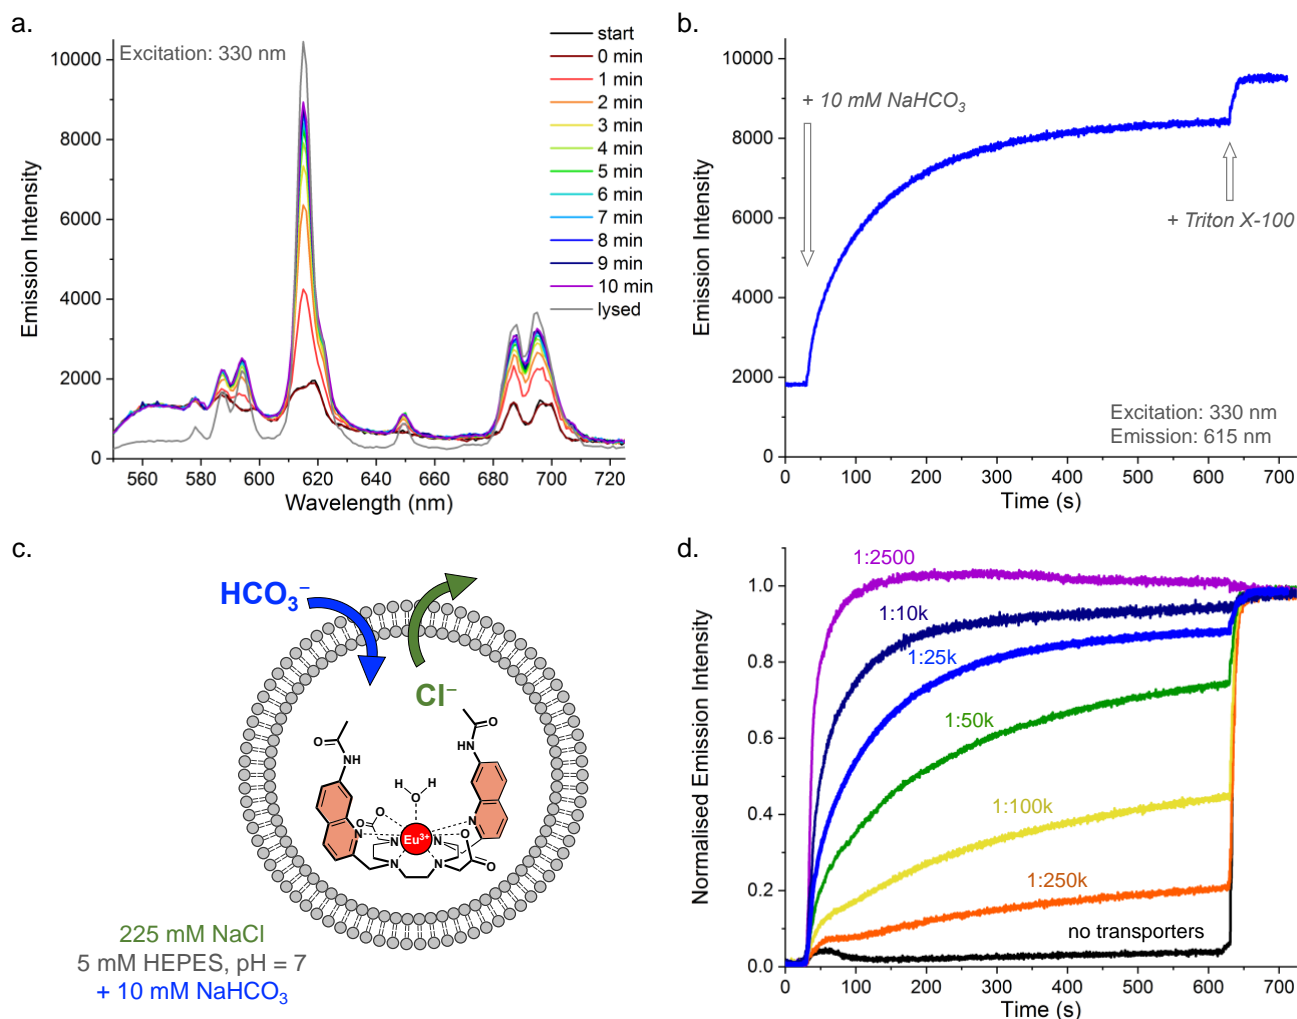 a.
Excitation: 330 nm
10000
8000
6000
4000
2000
0
Emission Intensity
560 580 600 620 640 660 680 700 720
Wavelength (nm)
start
0 min
1 min
2 min
3 min
4 min
5 min
6 min
7 min
8 min
9 min
10 min
lysed
b.
10000
8000
6000
4000
2000
0
Emission Intensity
+ 10 mM NaHCO₃
+ Triton X-100
Excitation: 330 nm
Emission: 615 nm
0 100 200 300 400 500 600 700
Time (s)
c.
HCO₃⁻
Cl⁻
O
NH
O
HN
H H
O
O
O
N
Eu³⁺
N
O
N
N
O
N
N
225 mM NaCl
5 mM HEPES, pH = 7
+ 10 mM NaHCO₃
d.
1.0
0.8
0.6
0.4
0.2
0.0
Normalised Emission Intensity
1:2500
1:10k
1:25k
1:50k
1:100k
1:250k
no transporters
0 100 200 300 400 500 600 700
Time (s)